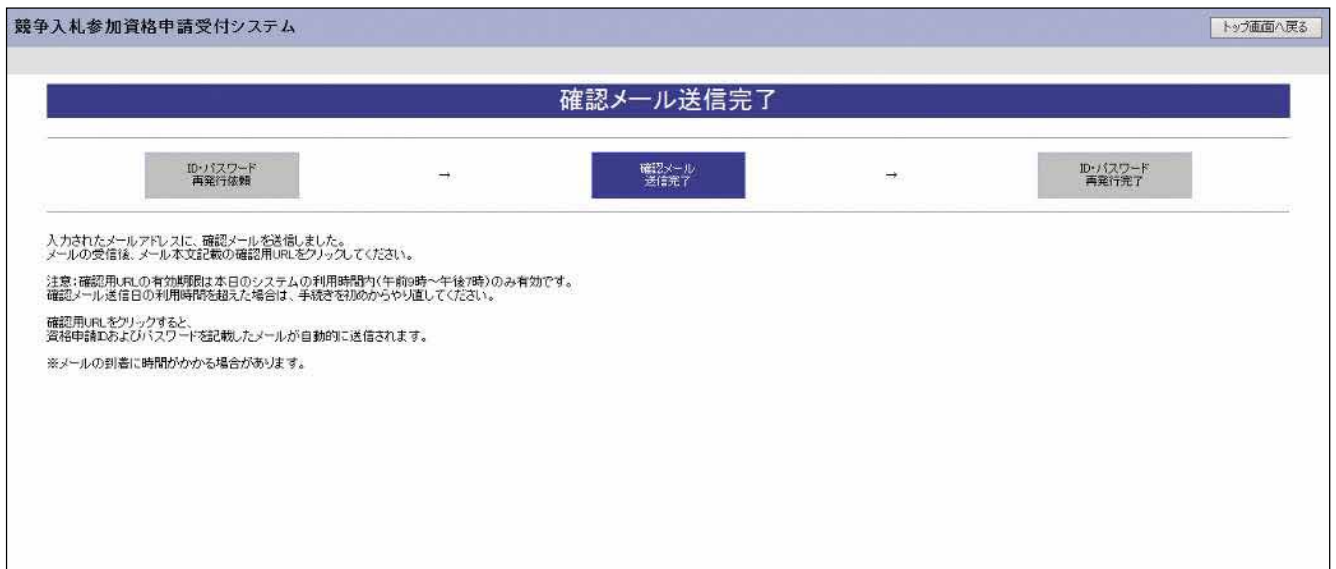 競争入札参加資格申請受付システム
トップ画面へ戻る
確認メール送信完了
ID・パスワード
再発行依頼
→
確認メール
送信完了
→
ID・パスワード
再発行完了
入力されたメールアドレスに、確認メールを送信しました。
メールの受信後、メール本文記載の確認用URLをクリックしてください。
注意:確認用URLの有効期限は本日のシステムの利用時間内(午前9時～午後7時)のみ有効です。
確認メール送信日の利用時間を超えた場合は、手続きを初めからやり直してください。
確認用URLをクリックすると、
資格申請IDおよびパスワードを記載したメールが自動的に送信されます。
※メールの到着に時間がかかる場合があります。